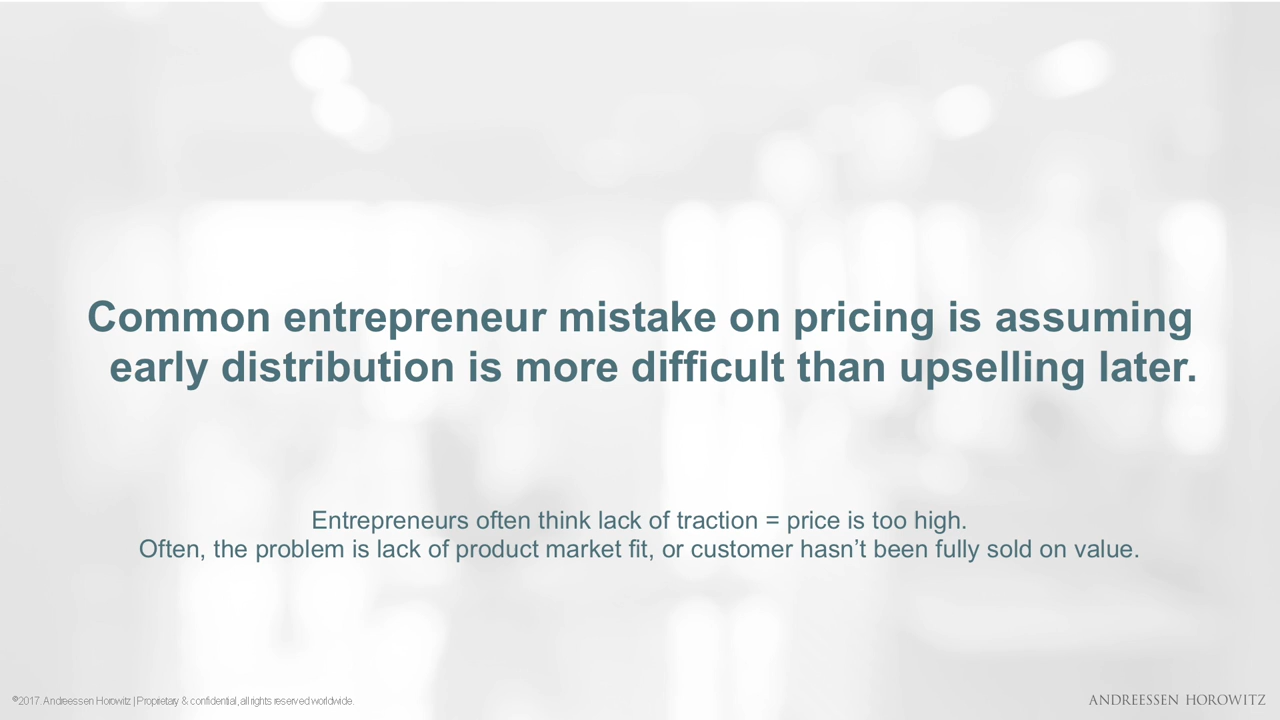 Common entrepreneur mistake on pricing is assuming
early distribution is more difficult than upselling later.
Entrepreneurs often think lack of traction = price is too high.
Often, the problem is lack of product market fit, or customer hasn’t been fully sold on value.
©2017. Andreessen Horowitz | Proprietary & confidential, all rights reserved worldwide.
ANDREESSEN HOROWITZ